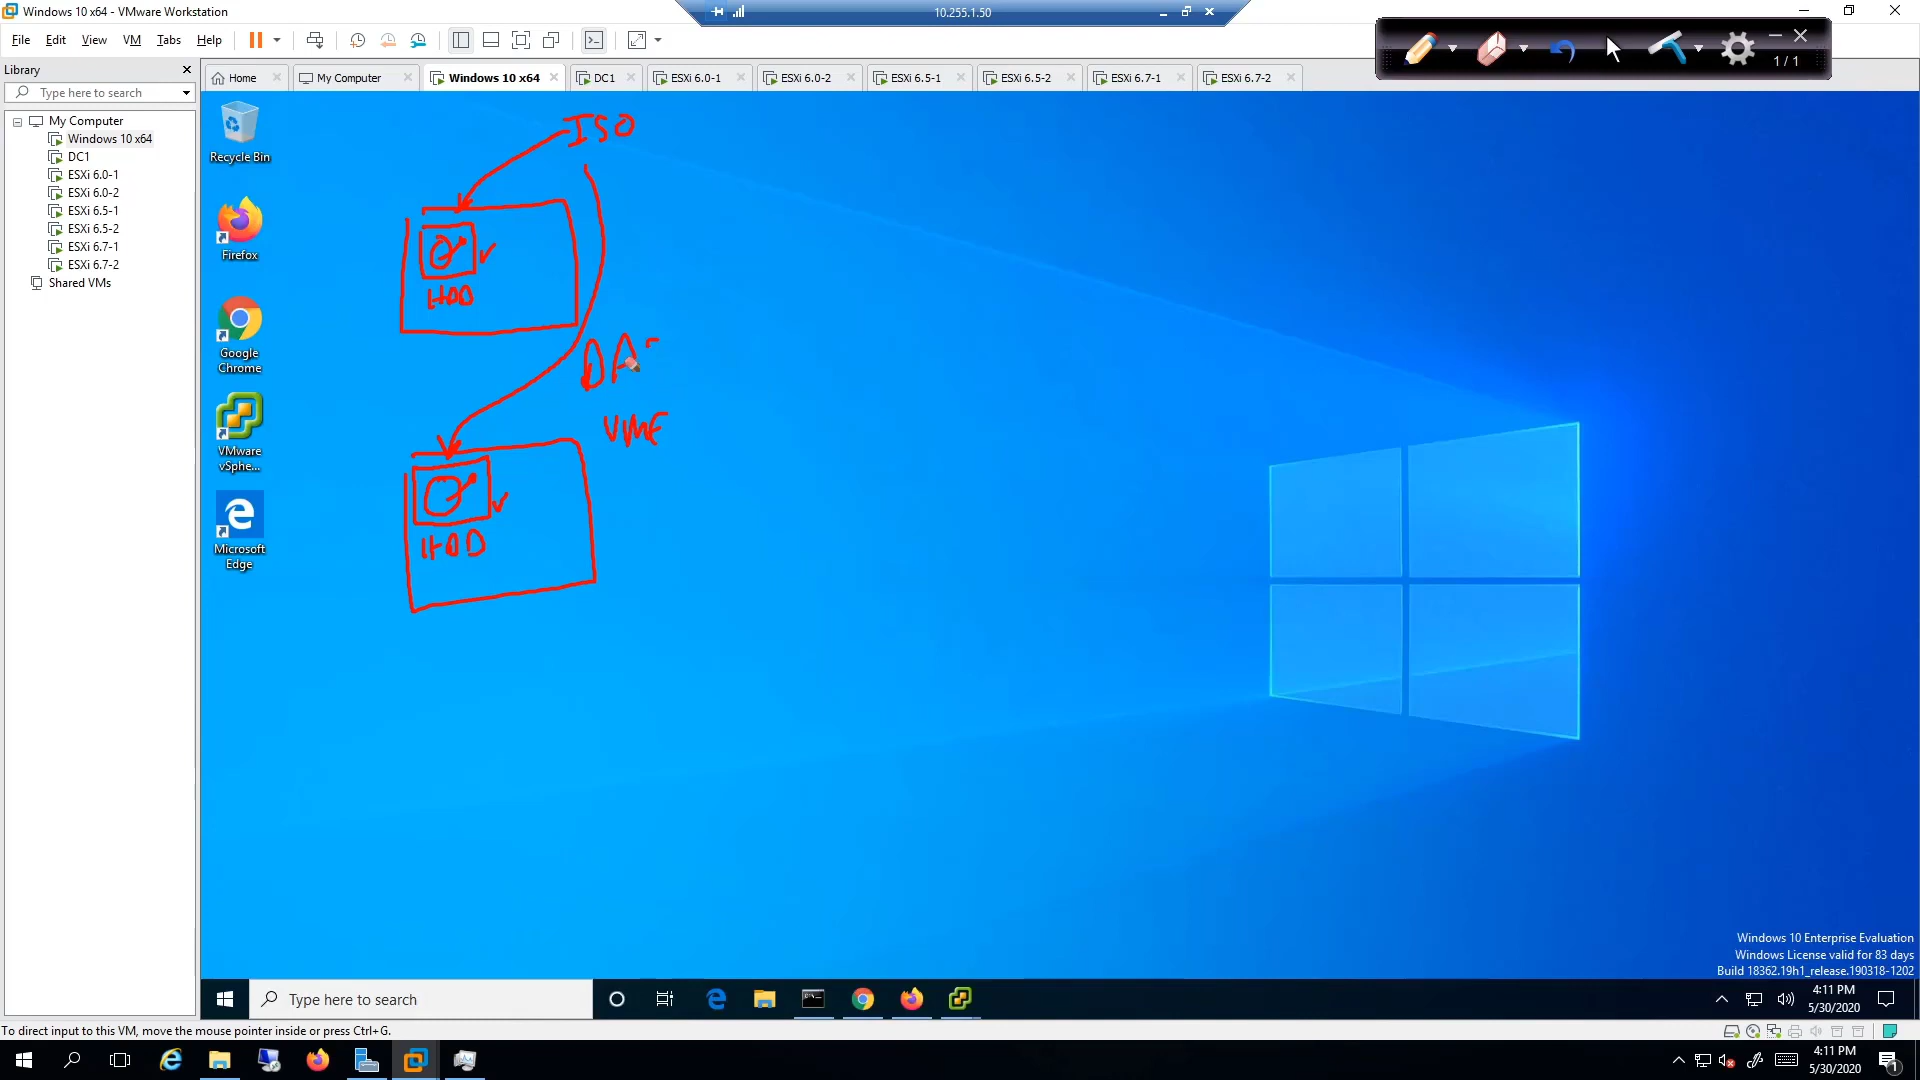 Windows 10 x64 - VMware Workstation
10.255.1.50
File Edit View VM Tabs Help
1 / 1
Library
Type here to search
My Computer
Windows 10 x64
DC1
ESXi 6.0-1
ESXi 6.0-2
ESXi 6.5-1
ESXi 6.5-2
ESXi 6.7-1
ESXi 6.7-2
Shared VMs
Home My Computer Windows 10 x64 DC1 ESXi 6.0-1 ESXi 6.0-2 ESXi 6.5-1 ESXi 6.5-2 ESXi 6.7-1 ESXi 6.7-2
Recycle Bin
Firefox
Google
Chrome
VMware
vSphe...
Microsoft
Edge
ISO
HDD
DA
VMF
HDD
Windows 10 Enterprise Evaluation
Windows License valid for 83 days
Build 18362.19h1_release.190318-1202
Type here to search
4:11 PM
5/30/2020
To direct input to this VM, move the mouse pointer inside or press Ctrl+G.
4:11 PM
5/30/2020
1